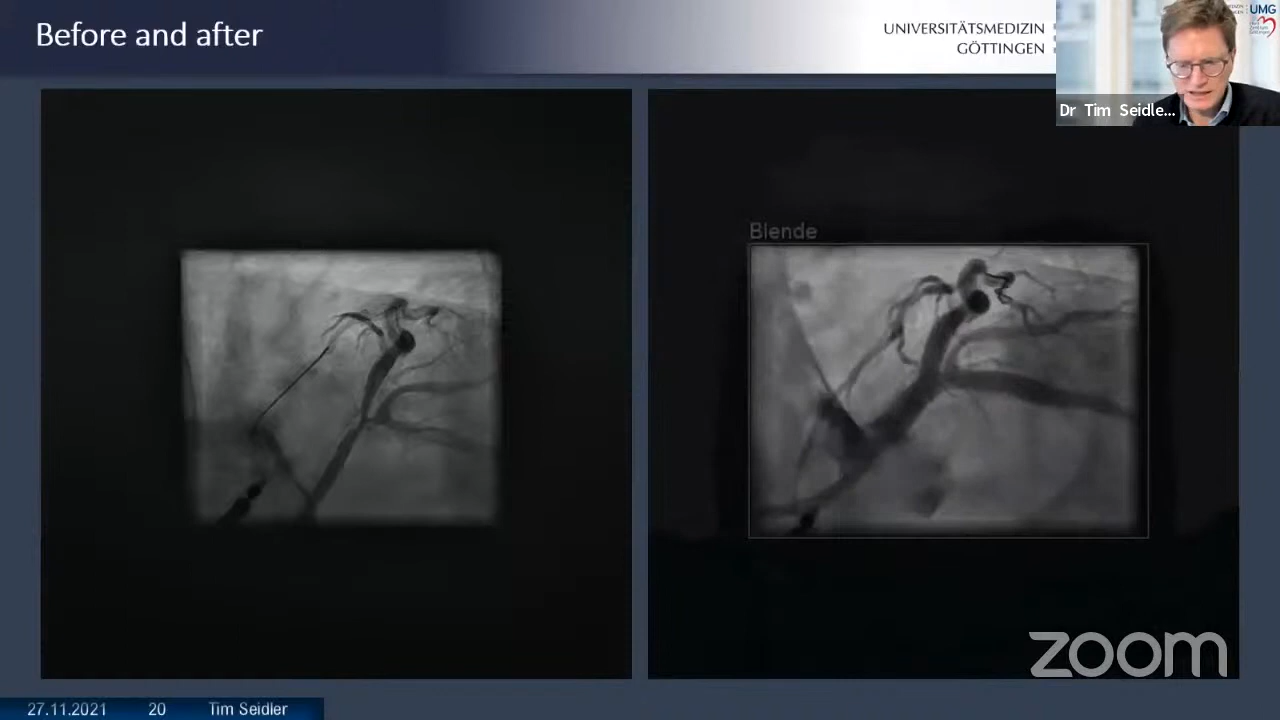 Before and after
UNIVERSITÄTSMEDIZIN
GÖTTINGEN
UMG
Dr Tim Seidle...
Blende
zoom
27.11.2021 20 Tim Seidler